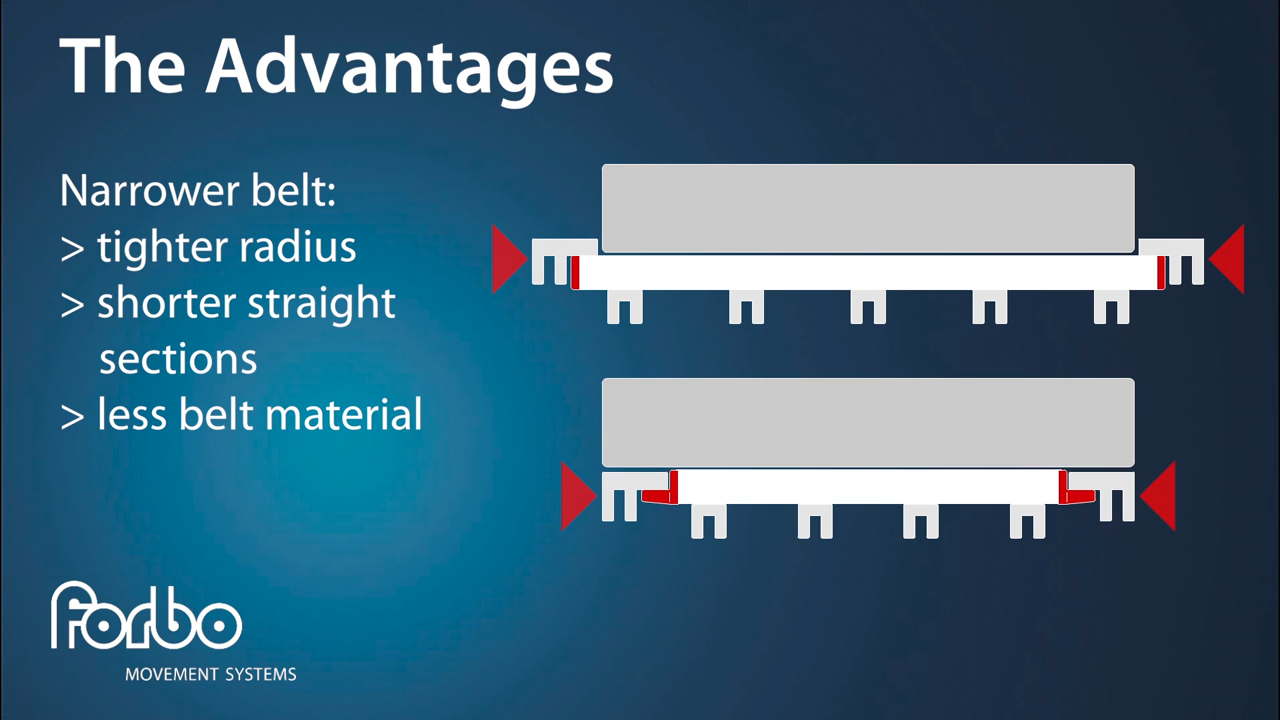 The Advantages
Narrower belt:
> tighter radius
> shorter straight
sections
> less belt material
forbo
MOVEMENT SYSTEMS